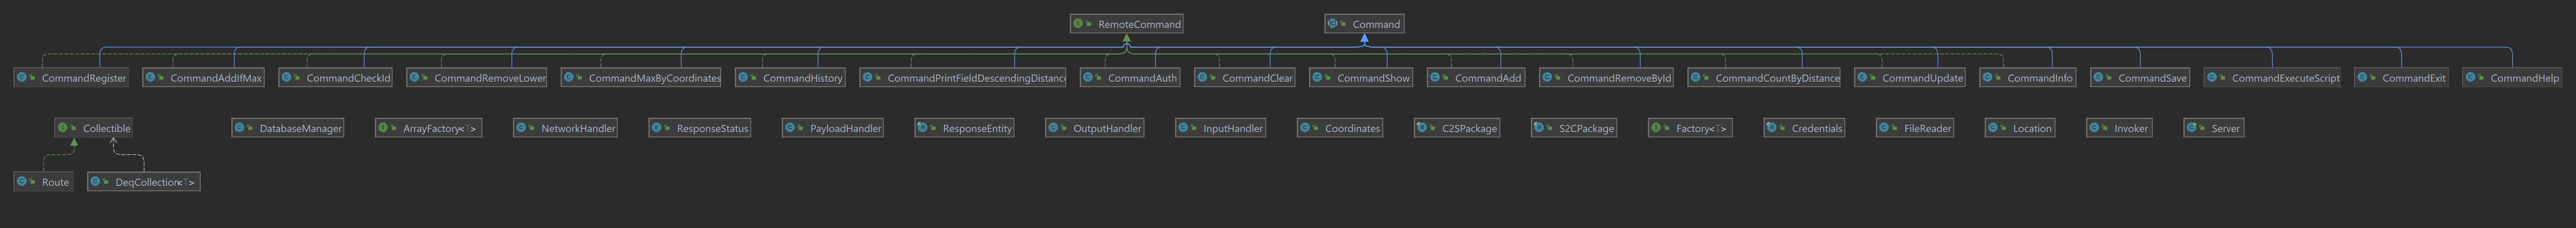 RemoteCommand Command
CommandRegister CommandAddIfMax CommandCheckId CommandRemoveLower CommandMaxByCoordinates CommandHistory CommandPrintFieldDescendingDistanc CommandAuth CommandClear CommandShow CommandAdd CommandRemoveById CommandCountByDistance CommandUpdate CommandInfo CommandSave CommandExecuteScript CommandExit CommandHelp
Collectible DatabaseManager ArrayFactory<T> NetworkHandler ResponseStatus PayloadHandler ResponseEntity OutputHandler InputHandler Coordinates C2SPackage S2CPackage Factory<T> Credentials FileReader Location Invoker Server
Route DeqCollection<T>